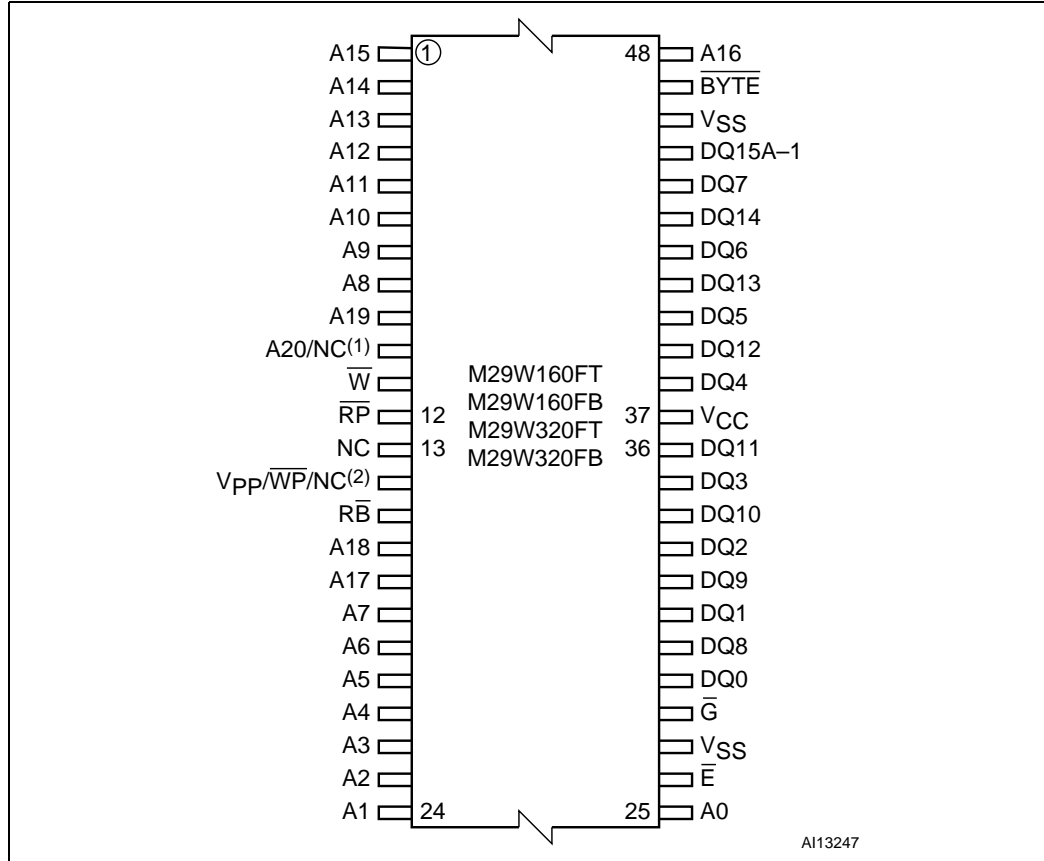 A15 ① 48 A16
A14 B̅Y̅T̅E̅
A13 VSS
A12 DQ15A–1
A11 DQ7
A10 DQ14
A9 DQ6
A8 DQ13
A19 DQ5
A20/NC(1) DQ12
W̅ DQ4
R̅P̅ 12 37 VCC
NC 13 36 DQ11
VPP/W̅P̅/NC(2) DQ3
RB̅ DQ10
A18 DQ2
A17 DQ9
A7 DQ1
A6 DQ8
A5 DQ0
A4 G̅
A3 VSS
A2 E̅
A1 24 25 A0
M29W160FT
M29W160FB
M29W320FT
M29W320FB
AI13247